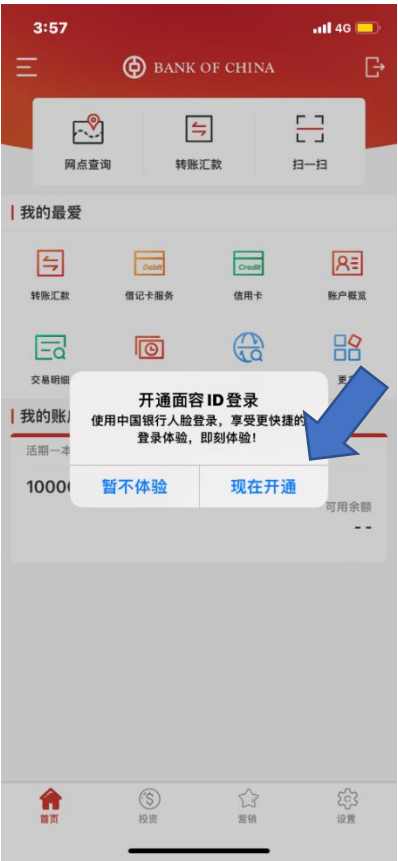 3:57
4G
BANK OF CHINA
网点查询
转账汇款
扫一扫
我的最爱
转账汇款
借记卡服务
信用卡
账户概览
Debit
Credit
交易明细
更
开通面容ID登录
使用中国银行人脸登录,享受更快捷的
登录体验,即刻体验!
我的账
活期一本
10000
暂不体验
现在开通
可用余额
--
首页
投资
营销
设置